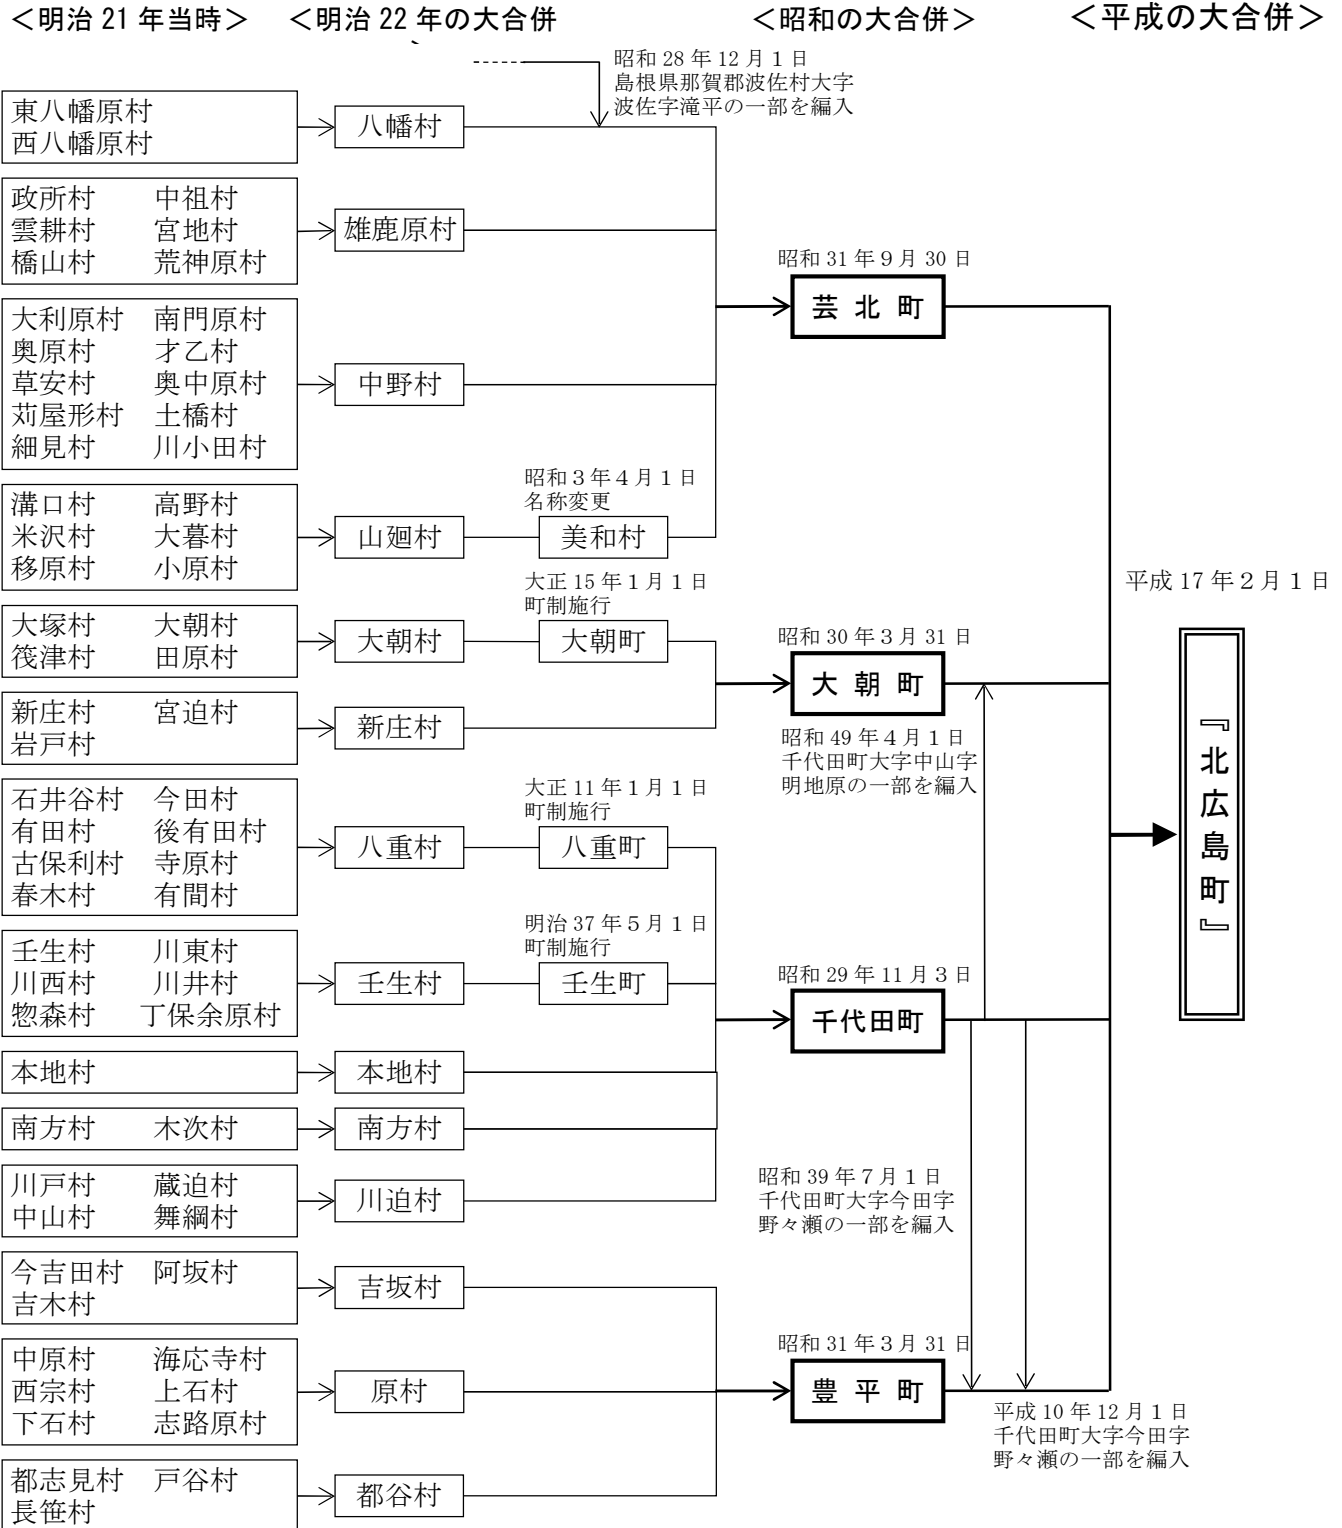 ＜明治 21 年当時＞
＜明治 22 年の大合併
＞
＜昭和の大合併＞
＜平成の大合併＞
昭和 28 年 12 月１日
島根県那賀郡波佐村大字
波佐字滝平の一部を編入
東八幡原村
西八幡原村
八幡村
政所村　中祖村
雲耕村　宮地村
橋山村　荒神原村
雄鹿原村
昭和 31 年９月 30 日
芸 北 町
大利原村　南門原村
奥原村　才乙村
草安村　奥中原村
苅屋形村　土橋村
細見村　川小田村
中野村
溝口村　高野村
米沢村　大暮村
移原村　小原村
山廻村
昭和３年４月１日
名称変更
美和村
大塚村　大朝村
筏津村　田原村
大朝村
大正 15 年１月１日
町制施行
大朝町
昭和 30 年３月 31 日
大 朝 町
新庄村　宮迫村
岩戸村
新庄村
昭和 49 年４月１日
千代田町大字中山字
明地原の一部を編入
石井谷村　今田村
有田村　後有田村
古保利村　寺原村
春木村　有間村
八重村
大正 11 年１月１日
町制施行
八重町
壬生村　川東村
川西村　川井村
惣森村　丁保余原村
壬生村
明治 37 年５月１日
町制施行
壬生町
昭和 29 年 11 月３日
千代田町
本地村
本地村
南方村　木次村
南方村
川戸村　蔵迫村
中山村　舞綱村
川迫村
昭和 39 年７月１日
千代田町大字今田字
野々瀬の一部を編入
今吉田村　阿坂村
吉木村
吉坂村
中原村　海応寺村
西宗村　上石村
下石村　志路原村
原村
昭和 31 年３月 31 日
豊 平 町
平成 10 年 12 月１日
千代田町大字今田字
野々瀬の一部を編入
都志見村　戸谷村
長笹村
都谷村
平成 17 年２月１日
『北広島町』